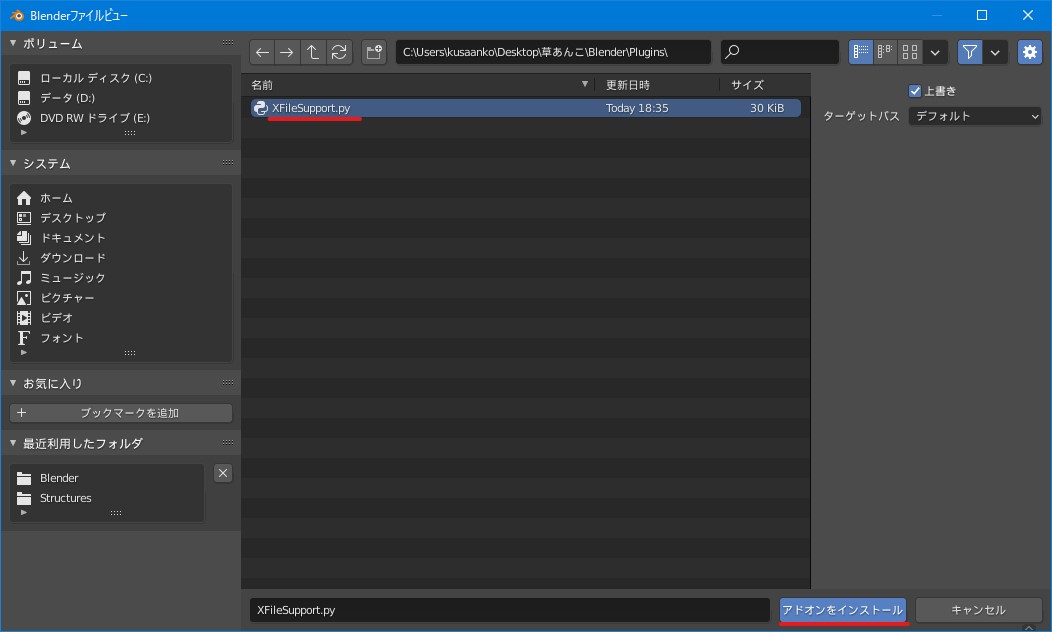 Blenderファイルビュー
ボリューム
ローカル ディスク (C:)
データ (D:)
DVD RW ドライブ (E:)
システム
ホーム
デスクトップ
ドキュメント
ダウンロード
ミュージック
ピクチャー
ビデオ
フォント
お気に入り
ブックマークを追加
最近利用したフォルダ
Blender
Structures
C:\Users\kusaanko\Desktop\草あんこ\Blender\Plugins\
名前 更新日時 サイズ
XFileSupport.py Today 18:35 30 KiB
上書き
ターゲットパス デフォルト
XFileSupport.py アドオンをインストール キャンセル